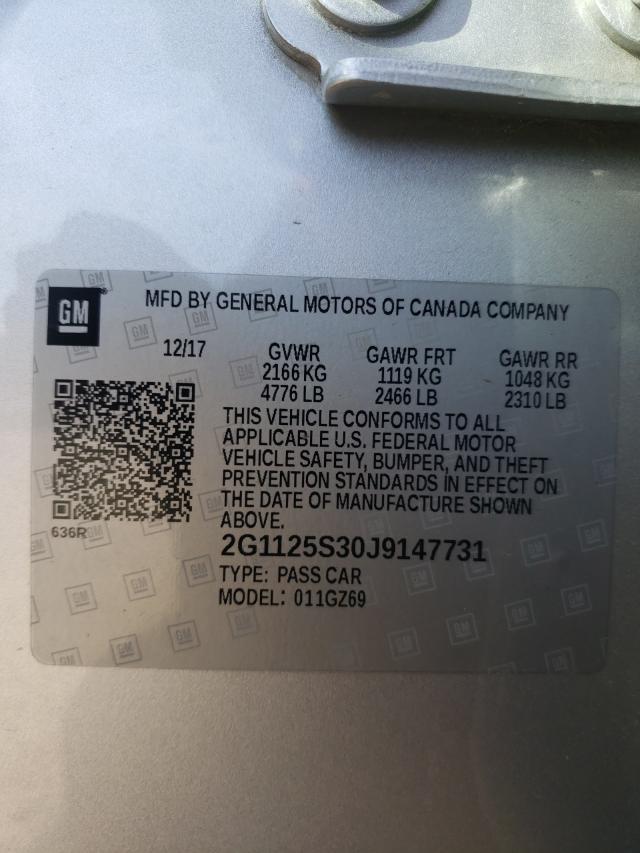 GM
MFD BY GENERAL MOTORS OF CANADA COMPANY
12/17 GVWR GAWR FRT GAWR RR
2166 KG 1119 KG 1048 KG
4776 LB 2466 LB 2310 LB
THIS VEHICLE CONFORMS TO ALL
APPLICABLE U.S. FEDERAL MOTOR
VEHICLE SAFETY, BUMPER, AND THEFT
PREVENTION STANDARDS IN EFFECT ON
THE DATE OF MANUFACTURE SHOWN
ABOVE.
636R
2G1125S30J9147731
TYPE: PASS CAR
MODEL: 011GZ69